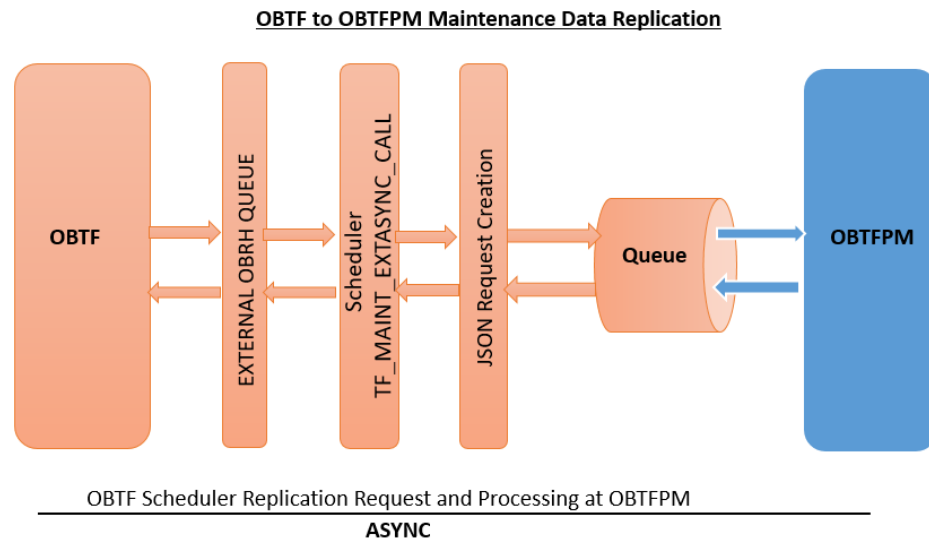 OBTF to OBTFPM Maintenance Data Replication
OBTF
EXTERNAL OBRH QUEUE
Scheduler
TF_MAINT_EXTASYNC_CALL
JSON Request Creation
Queue
OBTFPM
OBTF Scheduler Replication Request and Processing at OBTFPM
ASYNC